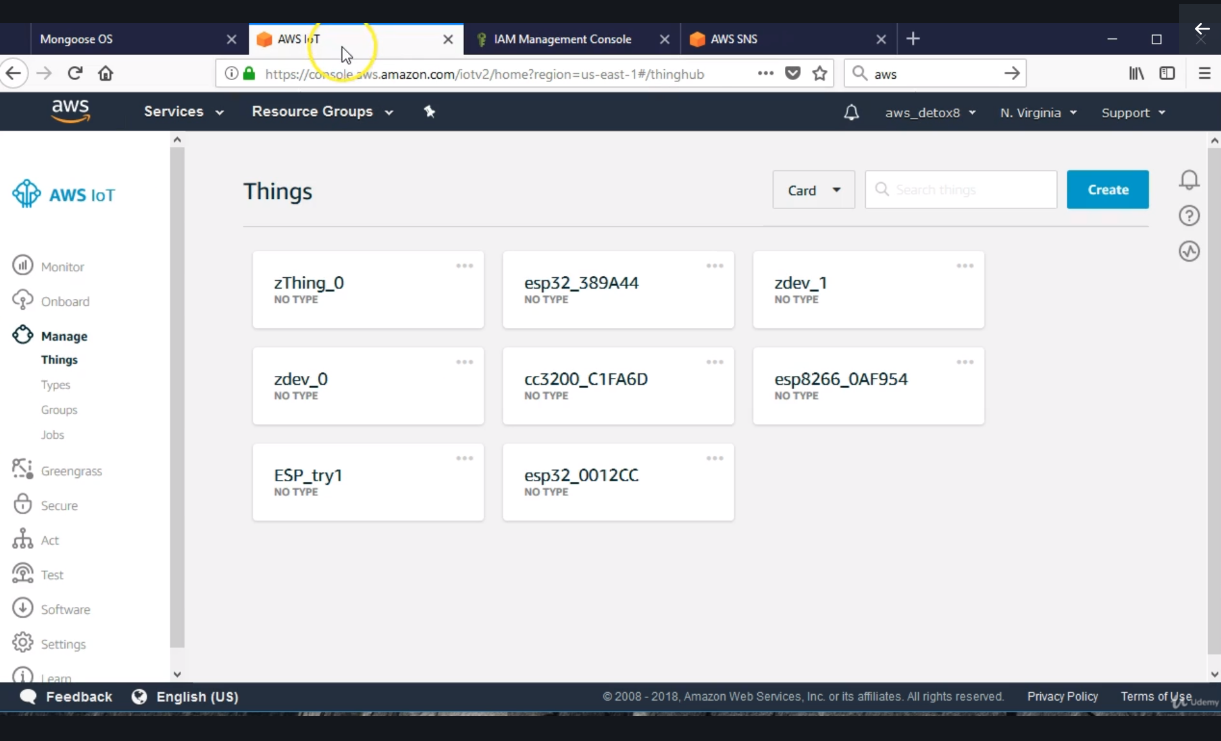 Mongoose OS
AWS IoT
IAM Management Console
AWS SNS
https://console.aws.amazon.com/iotv2/home?region=us-east-1#/thinghub
aws
aws
Services
Resource Groups
aws_detox8
N. Virginia
Support
AWS IoT
Monitor
Onboard
Manage
Things
Types
Groups
Jobs
Greengrass
Secure
Act
Test
Software
Settings
Learn
Things
Card
Search things
Create
zThing_0
NO TYPE
esp32_389A44
NO TYPE
zdev_1
NO TYPE
zdev_0
NO TYPE
cc3200_C1FA6D
NO TYPE
esp8266_0AF954
NO TYPE
ESP_try1
NO TYPE
esp32_0012CC
NO TYPE
Feedback
English (US)
© 2008 - 2018, Amazon Web Services, Inc. or its affiliates. All rights reserved.
Privacy Policy
Terms of Use
Udemy